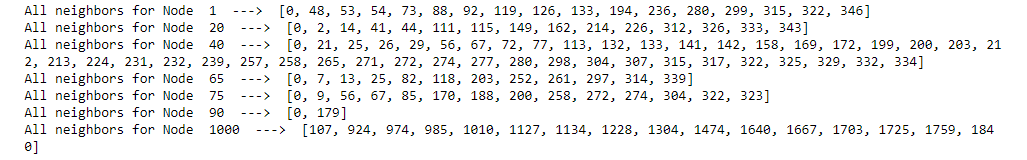 All neighbors for Node  1  --->  [0, 48, 53, 54, 73, 88, 92, 119, 126, 133, 194, 236, 280, 299, 315, 322, 346]
All neighbors for Node  20  --->  [0, 2, 14, 41, 44, 111, 115, 149, 162, 214, 226, 312, 326, 333, 343]
All neighbors for Node  40  --->  [0, 21, 25, 26, 29, 56, 67, 72, 77, 113, 132, 133, 141, 142, 158, 169, 172, 199, 200, 203, 21
2, 213, 224, 231, 232, 239, 257, 258, 265, 271, 272, 274, 277, 280, 298, 304, 307, 315, 317, 322, 325, 329, 332, 334]
All neighbors for Node  65  --->  [0, 7, 13, 25, 82, 118, 203, 252, 261, 297, 314, 339]
All neighbors for Node  75  --->  [0, 9, 56, 67, 85, 170, 188, 200, 258, 272, 274, 304, 322, 323]
All neighbors for Node  90  --->  [0, 179]
All neighbors for Node  1000  --->  [107, 924, 974, 985, 1010, 1127, 1134, 1228, 1304, 1474, 1640, 1667, 1703, 1725, 1759, 184
0]